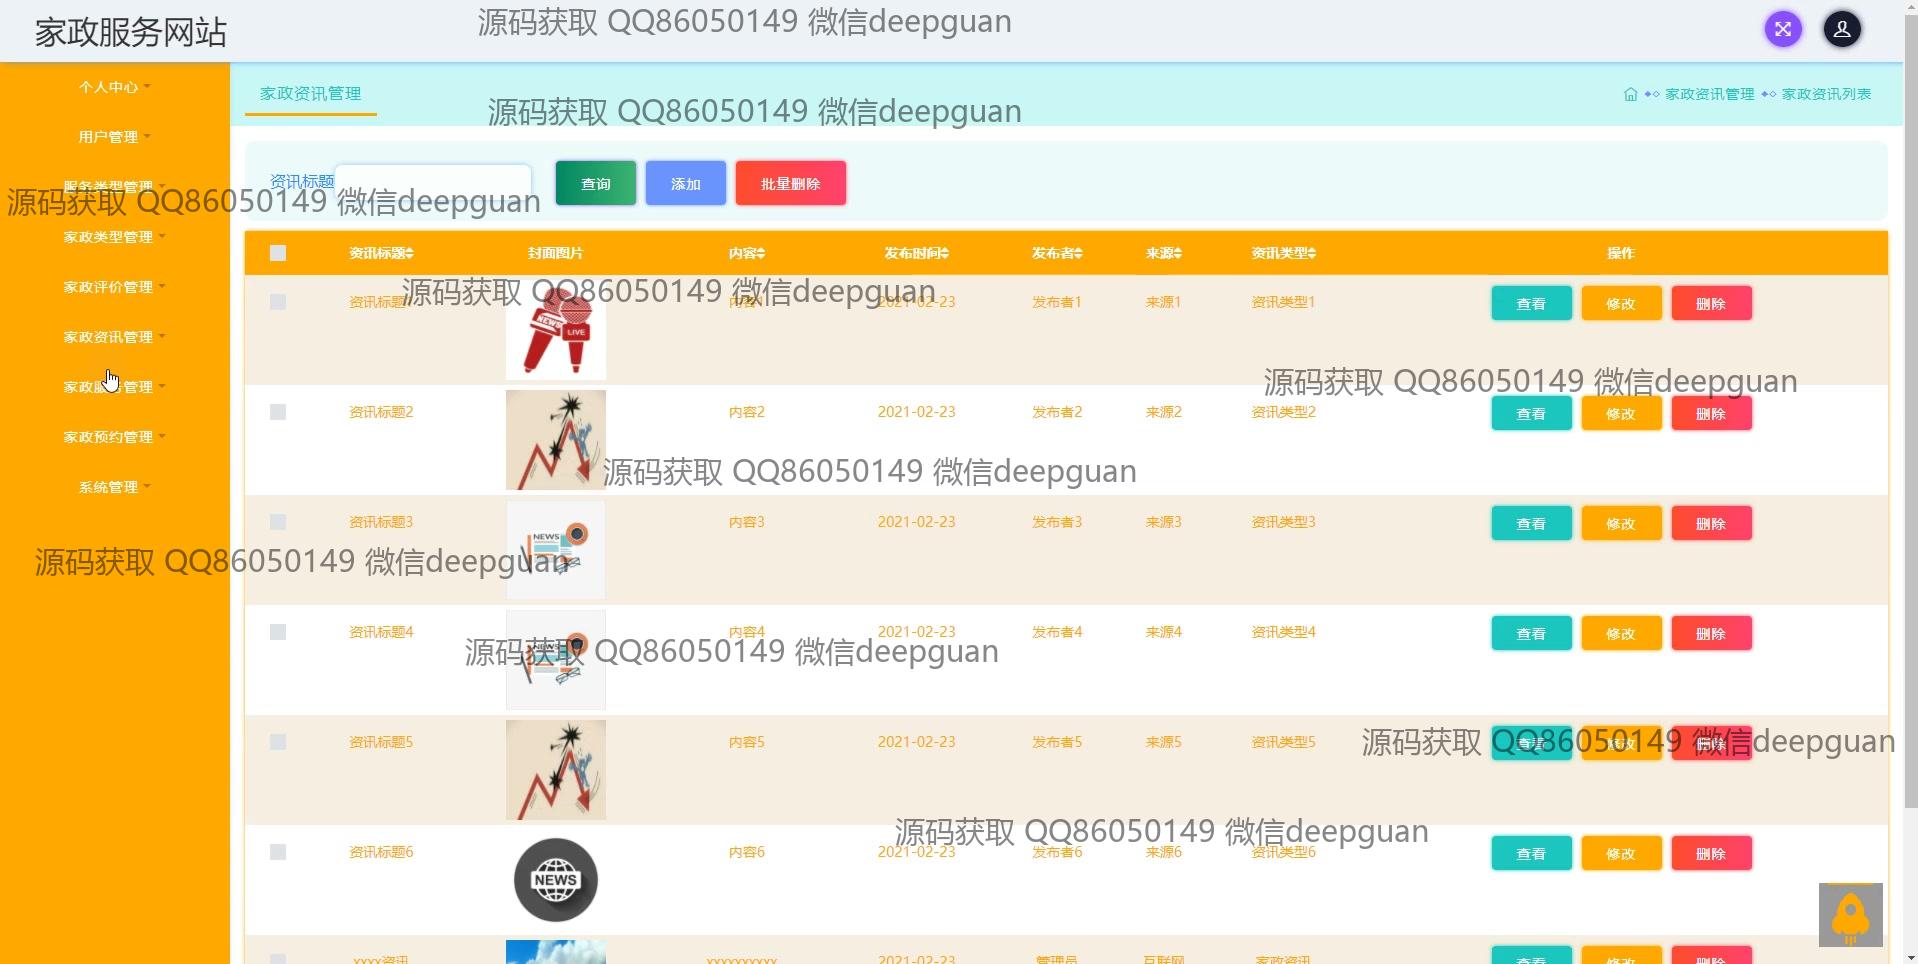 家政服务网站
源码获取 QQ86050149 微信deepguan
个人中心
用户管理
服务类型管理
家政类型管理
家政评价管理
家政资讯管理
家政服务管理
家政预约管理
系统管理
家政资讯管理
家政资讯管理 家政资讯列表
源码获取 QQ86050149 微信deepguan
资讯标题 查询 添加 批量删除
源码获取 QQ86050149 微信deepguan
资讯标题 封面图片 内容 发布时间 发布者 来源 资讯类型 操作
源码获取 QQ86050149 微信deepguan
资讯标题1 内容1 2021-02-23 发布者1 来源1 资讯类型1 查看 修改 删除
NEWS LIVE
源码获取 QQ86050149 微信deepguan
资讯标题2 内容2 2021-02-23 发布者2 来源2 资讯类型2 查看 修改 删除
源码获取 QQ86050149 微信deepguan
资讯标题3 内容3 2021-02-23 发布者3 来源3 资讯类型3 查看 修改 删除
NEWS
源码获取 QQ86050149 微信deepguan
资讯标题4 内容4 2021-02-23 发布者4 来源4 资讯类型4 查看 修改 删除
源码获取 QQ86050149 微信deepguan
资讯标题5 内容5 2021-02-23 发布者5 来源5 资讯类型5 查看 修改 删除
源码获取 QQ86050149 微信deepguan
源码获取 QQ86050149 微信deepguan
资讯标题6 内容6 2021-02-23 发布者6 来源6 资讯类型6 查看 修改 删除
NEWS
xxxx资讯 xxxxxxxxxx 2021-02-23 管理员 互联网 家政资讯 查看 修改 删除